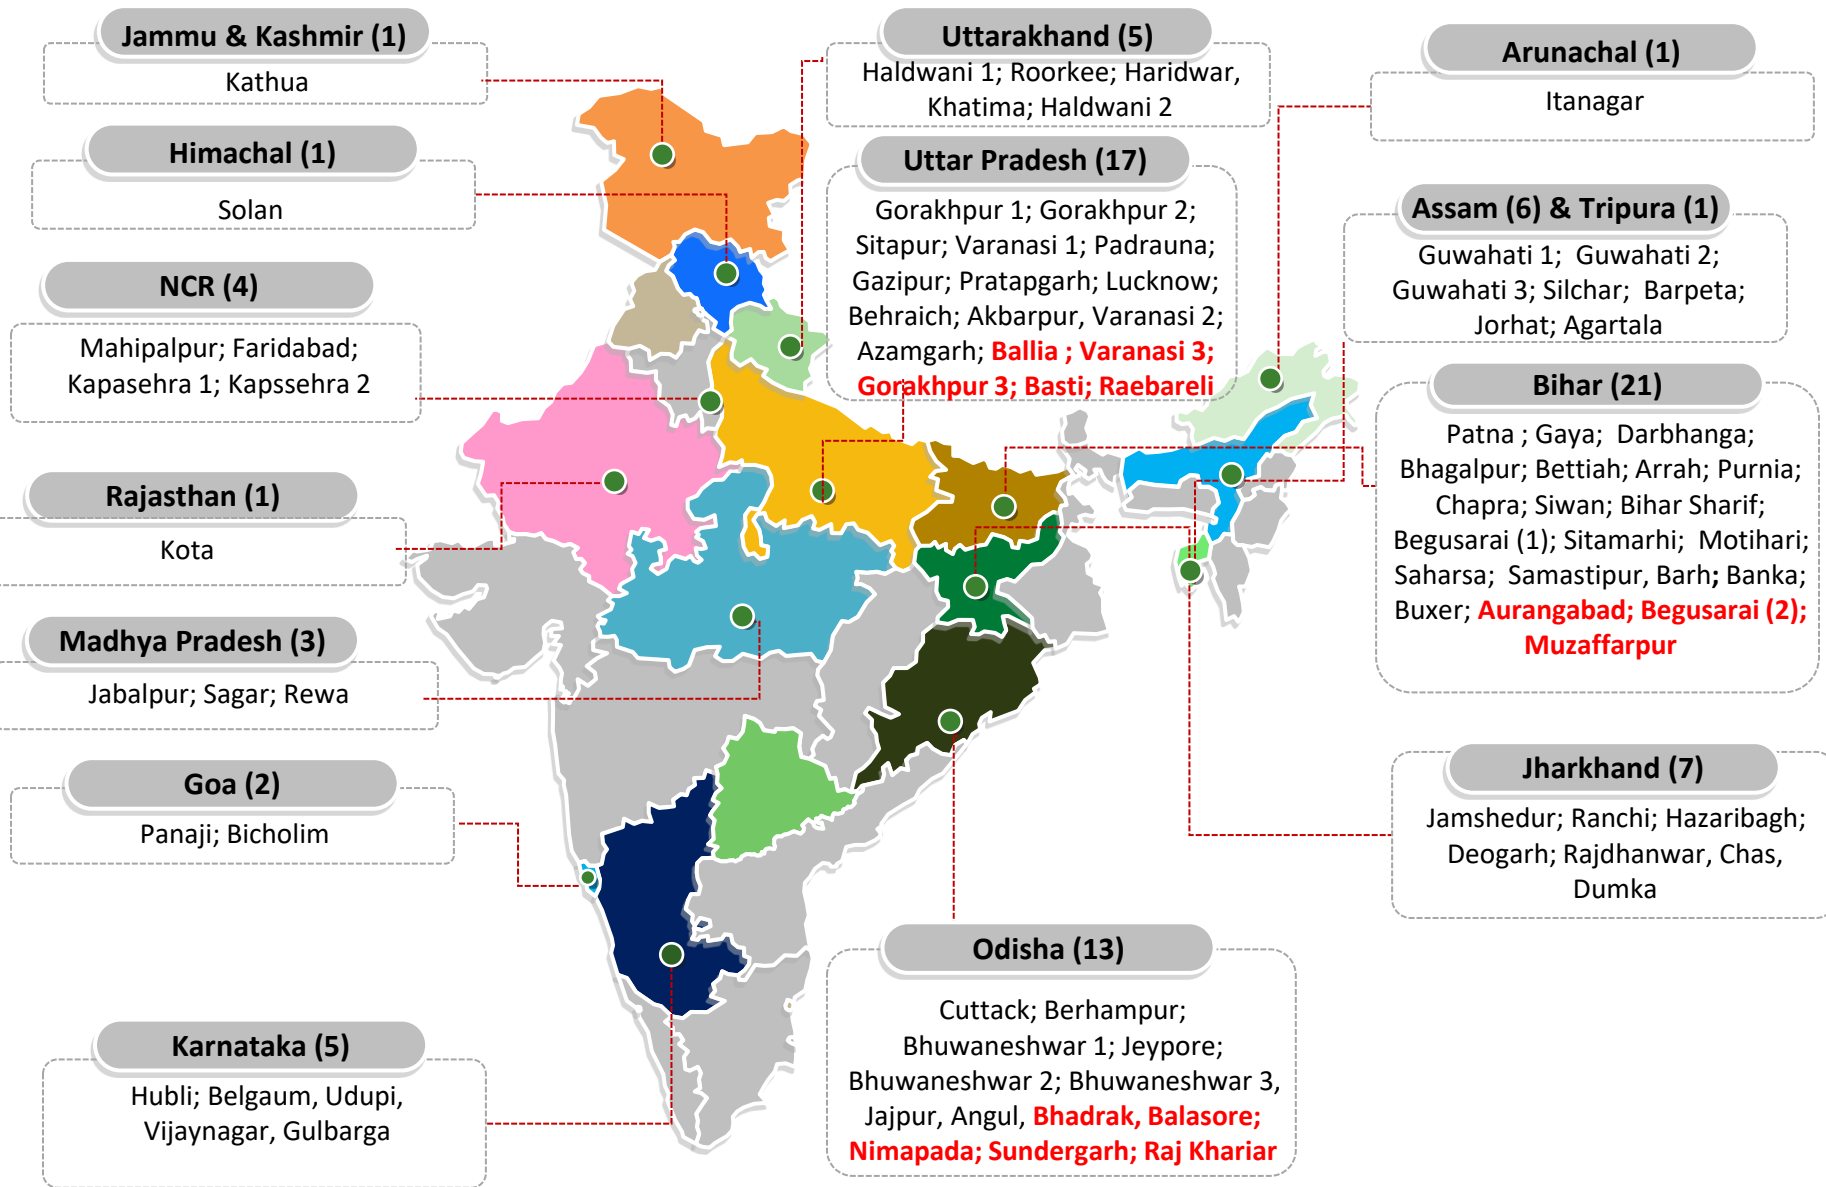 Jammu & Kashmir (1)
Kathua
Himachal (1)
Solan
NCR (4)
Mahipalpur; Faridabad;
Kapasehra 1; Kapssehra 2
Rajasthan (1)
Kota
Madhya Pradesh (3)
Jabalpur; Sagar; Rewa
Goa (2)
Panaji; Bicholim
Karnataka (5)
Hubli; Belgaum, Udupi,
Vijaynagar, Gulbarga
Uttarakhand (5)
Haldwani 1; Roorkee; Haridwar,
Khatima; Haldwani 2
Uttar Pradesh (17)
Gorakhpur 1; Gorakhpur 2;
Sitapur; Varanasi 1; Padrauna;
Gazipur; Pratapgarh; Lucknow;
Behraich; Akbarpur, Varanasi 2;
Azamgarh; Ballia ; Varanasi 3;
Gorakhpur 3; Basti; Raebareli
Odisha (13)
Cuttack; Berhampur;
Bhuwaneshwar 1; Jeypore;
Bhuwaneshwar 2; Bhuwaneshwar 3,
Jajpur, Angul, Bhadrak, Balasore;
Nimapada; Sundergarh; Raj Khariar
Arunachal (1)
Itanagar
Assam (6) & Tripura (1)
Guwahati 1; Guwahati 2;
Guwahati 3; Silchar; Barpeta;
Jorhat; Agartala
Bihar (21)
Patna ; Gaya; Darbhanga;
Bhagalpur; Bettiah; Arrah; Purnia;
Chapra; Siwan; Bihar Sharif;
Begusarai (1); Sitamarhi; Motihari;
Saharsa; Samastipur, Barh; Banka;
Buxer; Aurangabad; Begusarai (2);
Muzaffarpur
Jharkhand (7)
Jamshedur; Ranchi; Hazaribagh;
Deogarh; Rajdhanwar, Chas,
Dumka